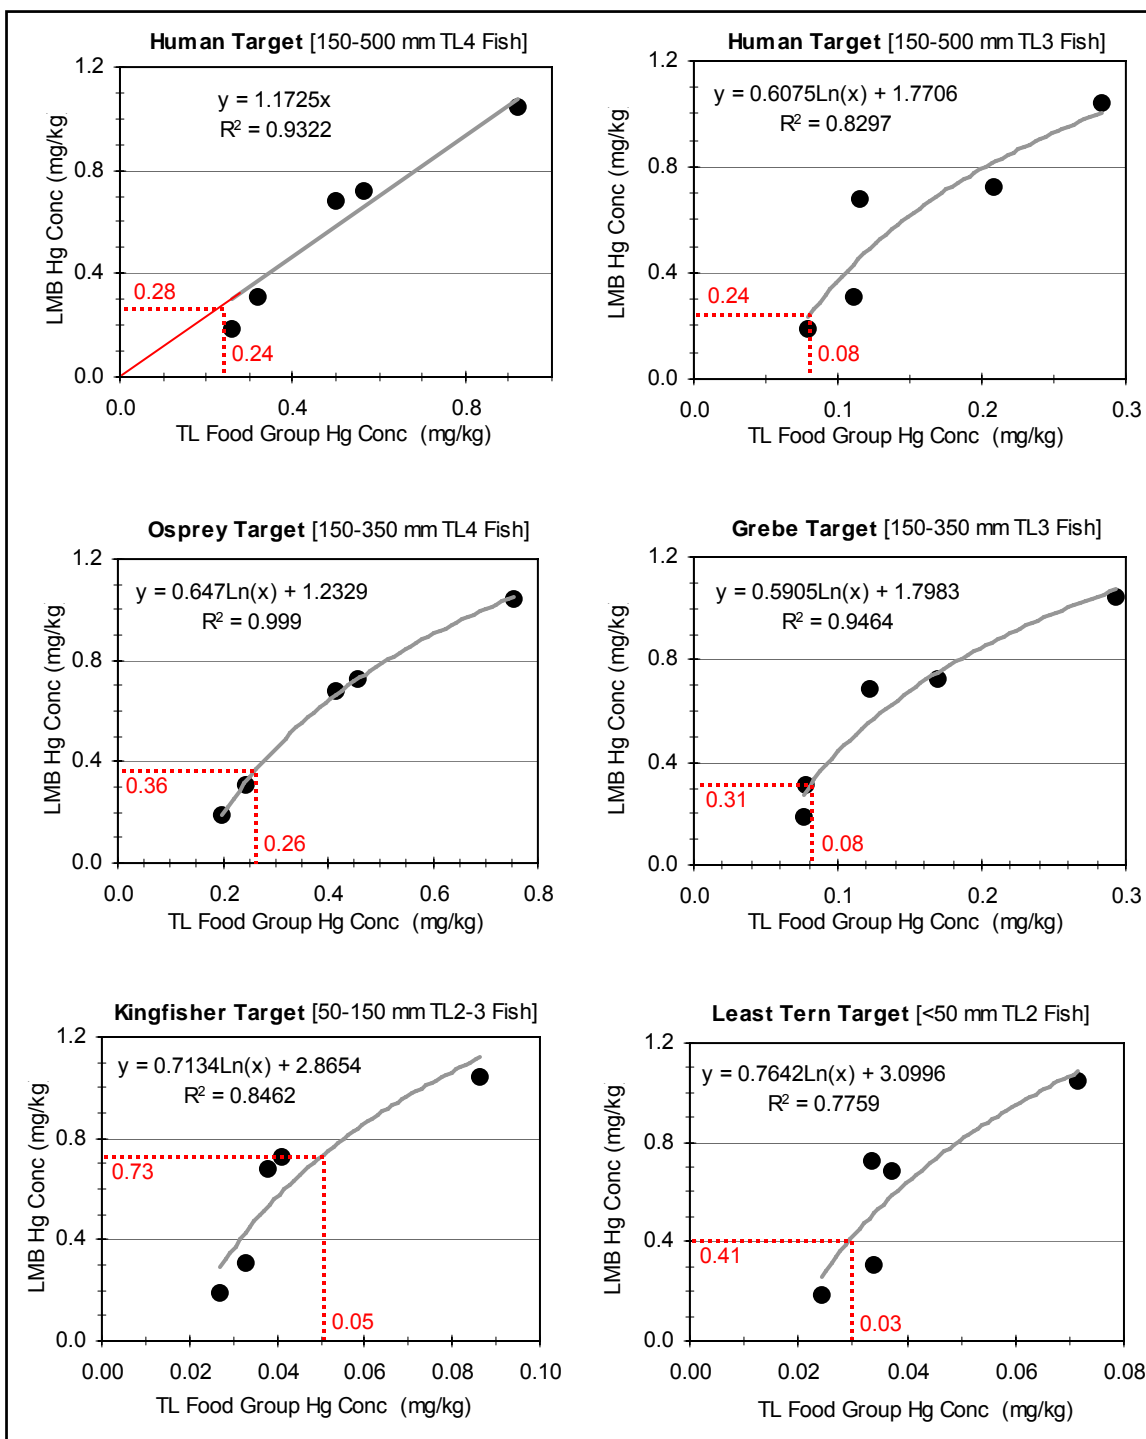 Human Target [150-500 mm TL4 Fish]
LMB Hg Conc (mg/kg)
1.2
0.8
0.4
0.0
y = 1.1725x
R² = 0.9322
0.28
0.24
0.0
0.4
0.8
TL Food Group Hg Conc (mg/kg)
Human Target [150-500 mm TL3 Fish]
LMB Hg Conc (mg/kg)
1.2
0.8
0.4
0.0
y = 0.6075Ln(x) + 1.7706
R² = 0.8297
0.24
0.08
0.0
0.1
0.2
0.3
TL Food Group Hg Conc (mg/kg)
Osprey Target [150-350 mm TL4 Fish]
LMB Hg Conc (mg/kg)
1.2
0.8
0.4
0.0
y = 0.647Ln(x) + 1.2329
R² = 0.999
0.36
0.26
0.0
0.2
0.4
0.6
0.8
TL Food Group Hg Conc (mg/kg)
Grebe Target [150-350 mm TL3 Fish]
LMB Hg Conc (mg/kg)
1.2
0.8
0.4
0.0
y = 0.5905Ln(x) + 1.7983
R² = 0.9464
0.31
0.08
0.0
0.1
0.2
0.3
TL Food Group Hg Conc (mg/kg)
Kingfisher Target [50-150 mm TL2-3 Fish]
LMB Hg Conc (mg/kg)
1.2
0.8
0.4
0.0
y = 0.7134Ln(x) + 2.8654
R² = 0.8462
0.73
0.05
0.00
0.02
0.04
0.06
0.08
0.10
TL Food Group Hg Conc (mg/kg)
Least Tern Target [<50 mm TL2 Fish]
LMB Hg Conc (mg/kg)
1.2
0.8
0.4
0.0
y = 0.7642Ln(x) + 3.0996
R² = 0.7759
0.41
0.03
0.00
0.02
0.04
0.06
0.08
TL Food Group Hg Conc (mg/kg)